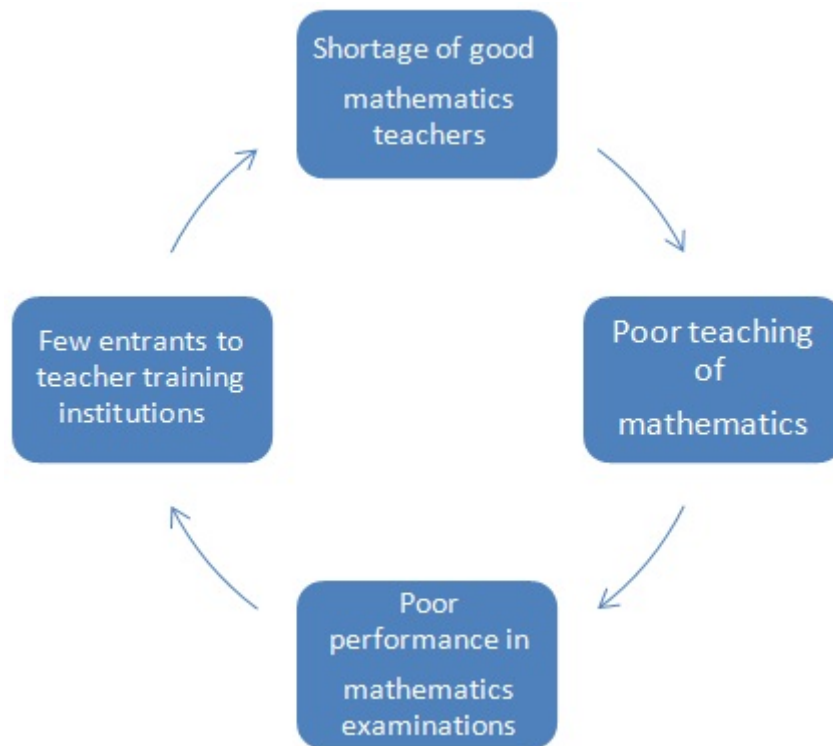 Shortage of good
mathematics
teachers
Few entrants to
teacher training
institutions
Poor teaching
of
mathematics
Poor
performance in
mathematics
examinations